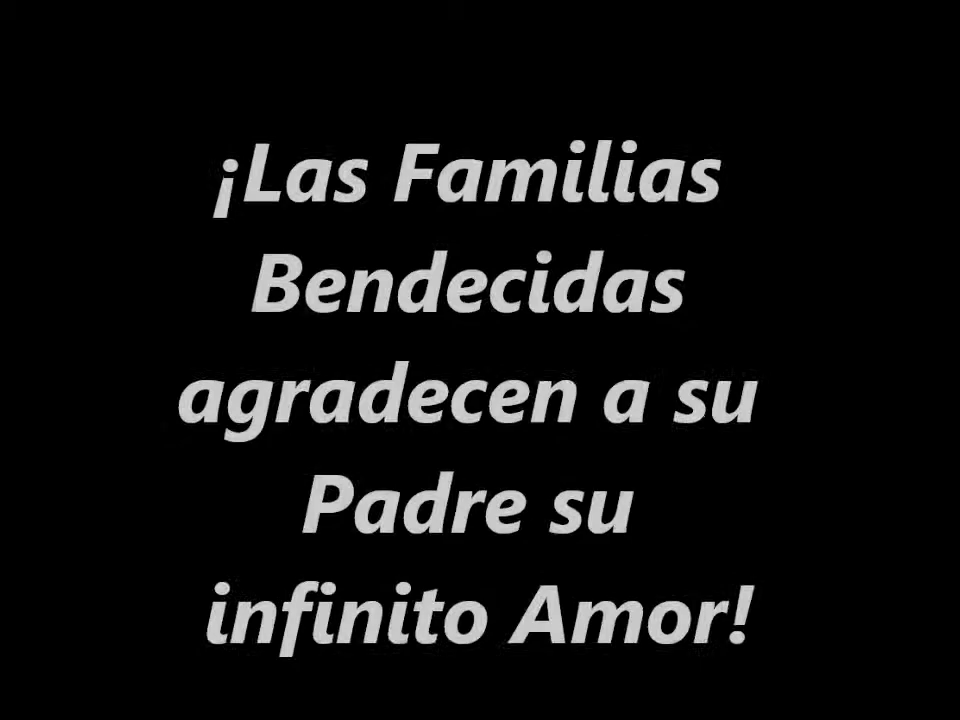 ¡Las Familias
Bendecidas
agradecen a su
Padre su
infinito Amor!